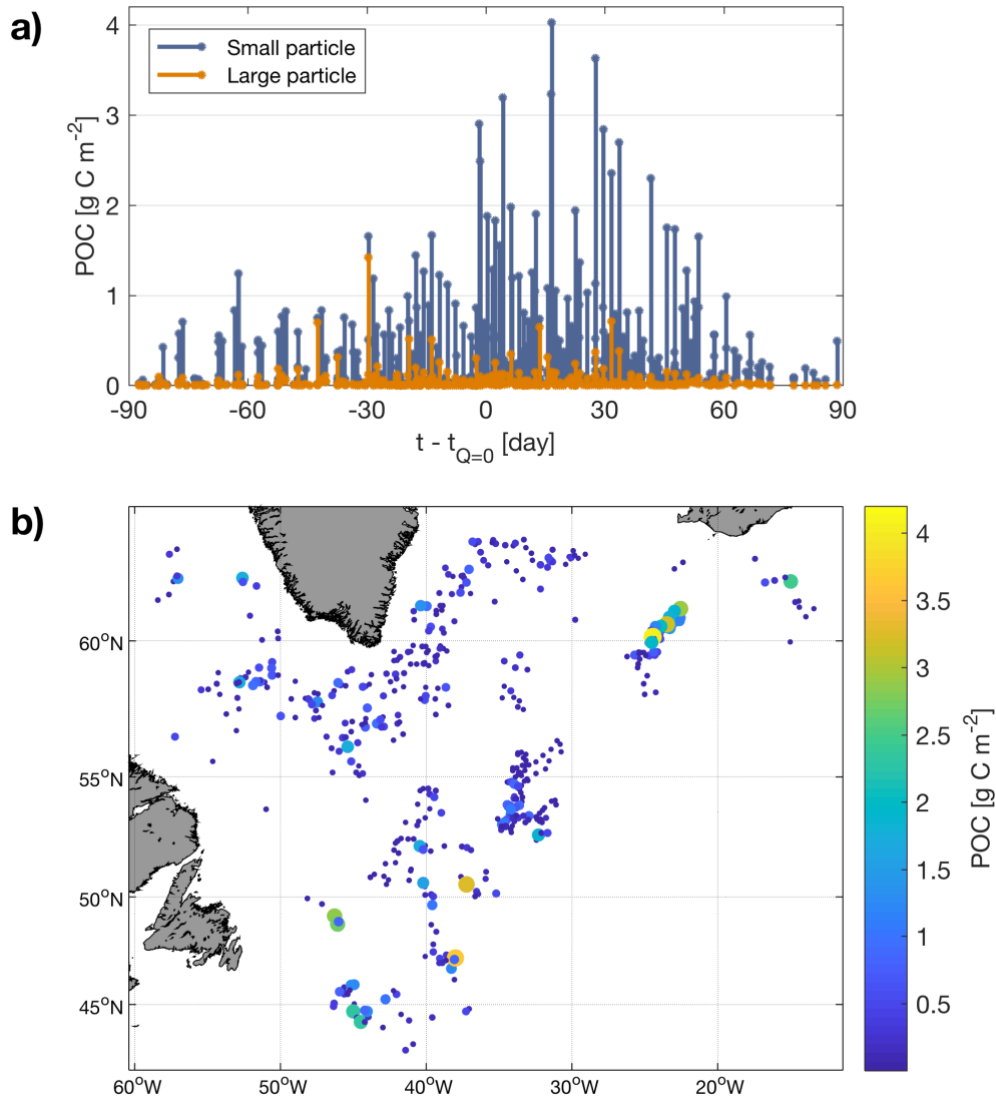 a)
4
3
2
1
0
POC [g C m⁻²]
Small particle
Large particle
-90 -60 -30 0 30 60 90
t - t_Q=0 [day]
b)
60°N
55°N
50°N
45°N
60°W 50°W 40°W 30°W 20°W
4
3.5
3
2.5
2
1.5
1
0.5
POC [g C m⁻²]